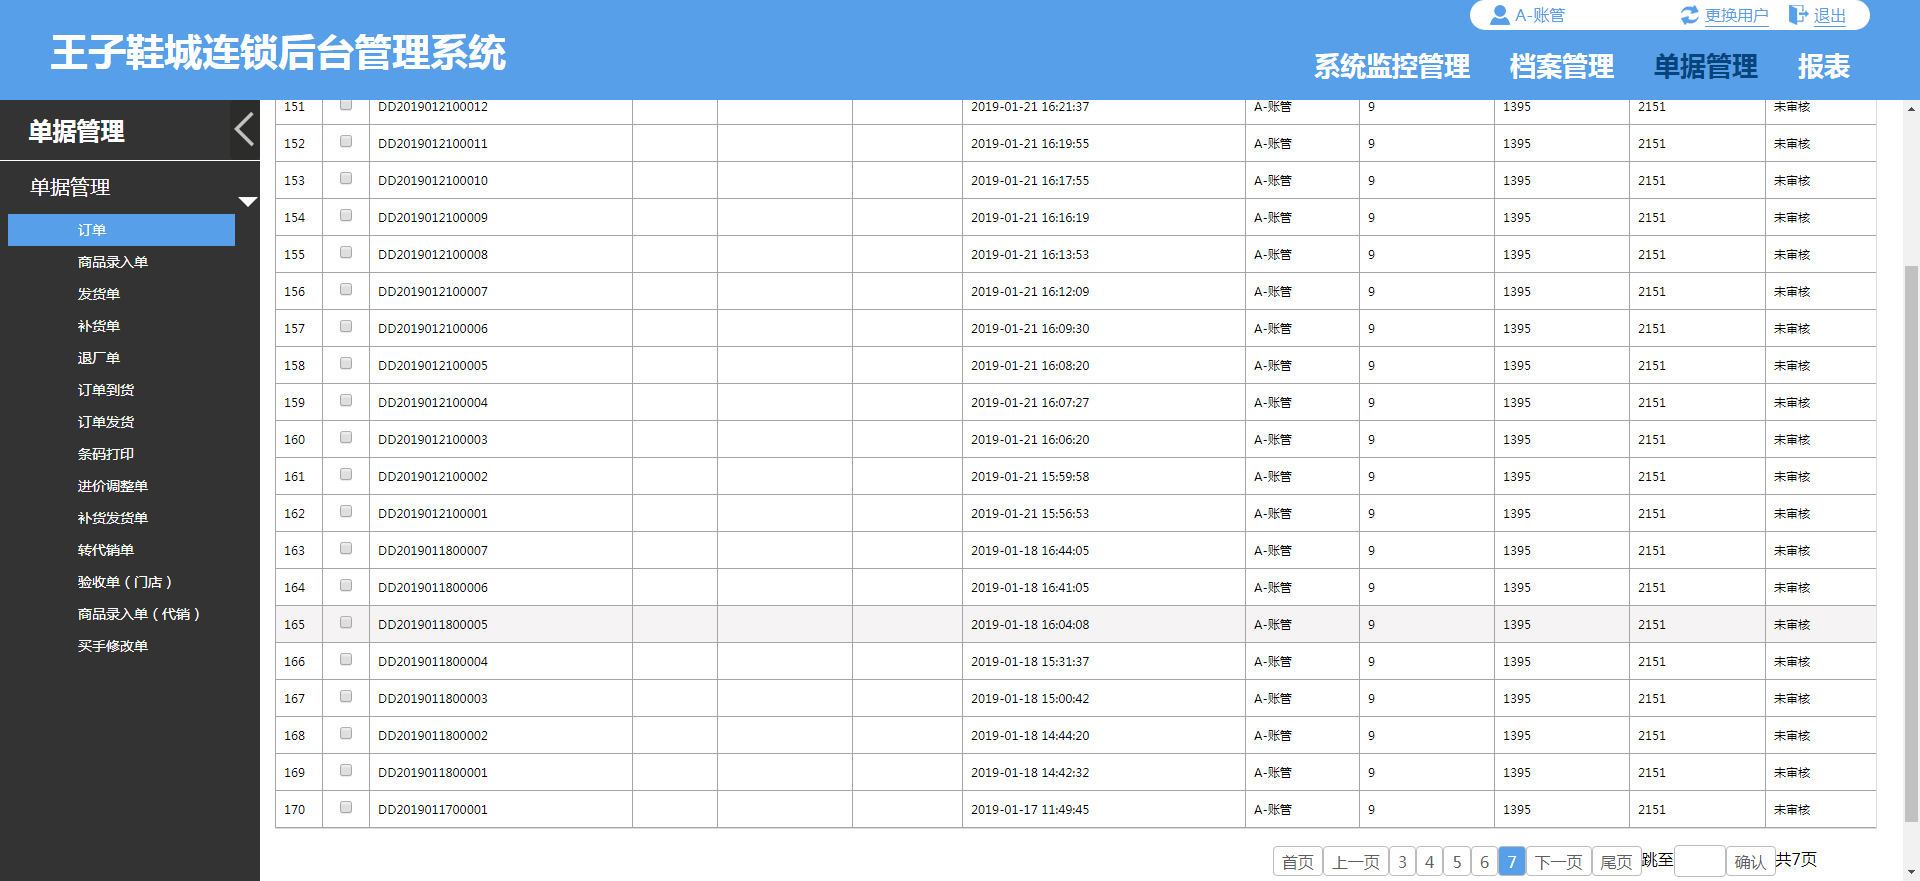 A-账管 更换用户 退出
王子鞋城连锁后台管理系统
系统监控管理 档案管理 单据管理 报表
单据管理
单据管理
订单
商品录入单
发货单
补货单
退厂单
订单到货
订单发货
条码打印
进价调整单
补货发货单
转代销单
验收单（门店）
商品录入单（代销）
买手修改单
151 DD2019012100012 2019-01-21 16:21:37 A-账管 9 1395 2151 未审核
152 DD2019012100011 2019-01-21 16:19:55 A-账管 9 1395 2151 未审核
153 DD2019012100010 2019-01-21 16:17:55 A-账管 9 1395 2151 未审核
154 DD2019012100009 2019-01-21 16:16:19 A-账管 9 1395 2151 未审核
155 DD2019012100008 2019-01-21 16:13:53 A-账管 9 1395 2151 未审核
156 DD2019012100007 2019-01-21 16:12:09 A-账管 9 1395 2151 未审核
157 DD2019012100006 2019-01-21 16:09:30 A-账管 9 1395 2151 未审核
158 DD2019012100005 2019-01-21 16:08:20 A-账管 9 1395 2151 未审核
159 DD2019012100004 2019-01-21 16:07:27 A-账管 9 1395 2151 未审核
160 DD2019012100003 2019-01-21 16:06:20 A-账管 9 1395 2151 未审核
161 DD2019012100002 2019-01-21 15:59:58 A-账管 9 1395 2151 未审核
162 DD2019012100001 2019-01-21 15:56:53 A-账管 9 1395 2151 未审核
163 DD2019011800007 2019-01-18 16:44:05 A-账管 9 1395 2151 未审核
164 DD2019011800006 2019-01-18 16:41:05 A-账管 9 1395 2151 未审核
165 DD2019011800005 2019-01-18 16:04:08 A-账管 9 1395 2151 未审核
166 DD2019011800004 2019-01-18 15:31:37 A-账管 9 1395 2151 未审核
167 DD2019011800003 2019-01-18 15:00:42 A-账管 9 1395 2151 未审核
168 DD2019011800002 2019-01-18 14:44:20 A-账管 9 1395 2151 未审核
169 DD2019011800001 2019-01-18 14:42:32 A-账管 9 1395 2151 未审核
170 DD2019011700001 2019-01-17 11:49:45 A-账管 9 1395 2151 未审核
首页 上一页 3 4 5 6 7 下一页 尾页 跳至 确认 共7页